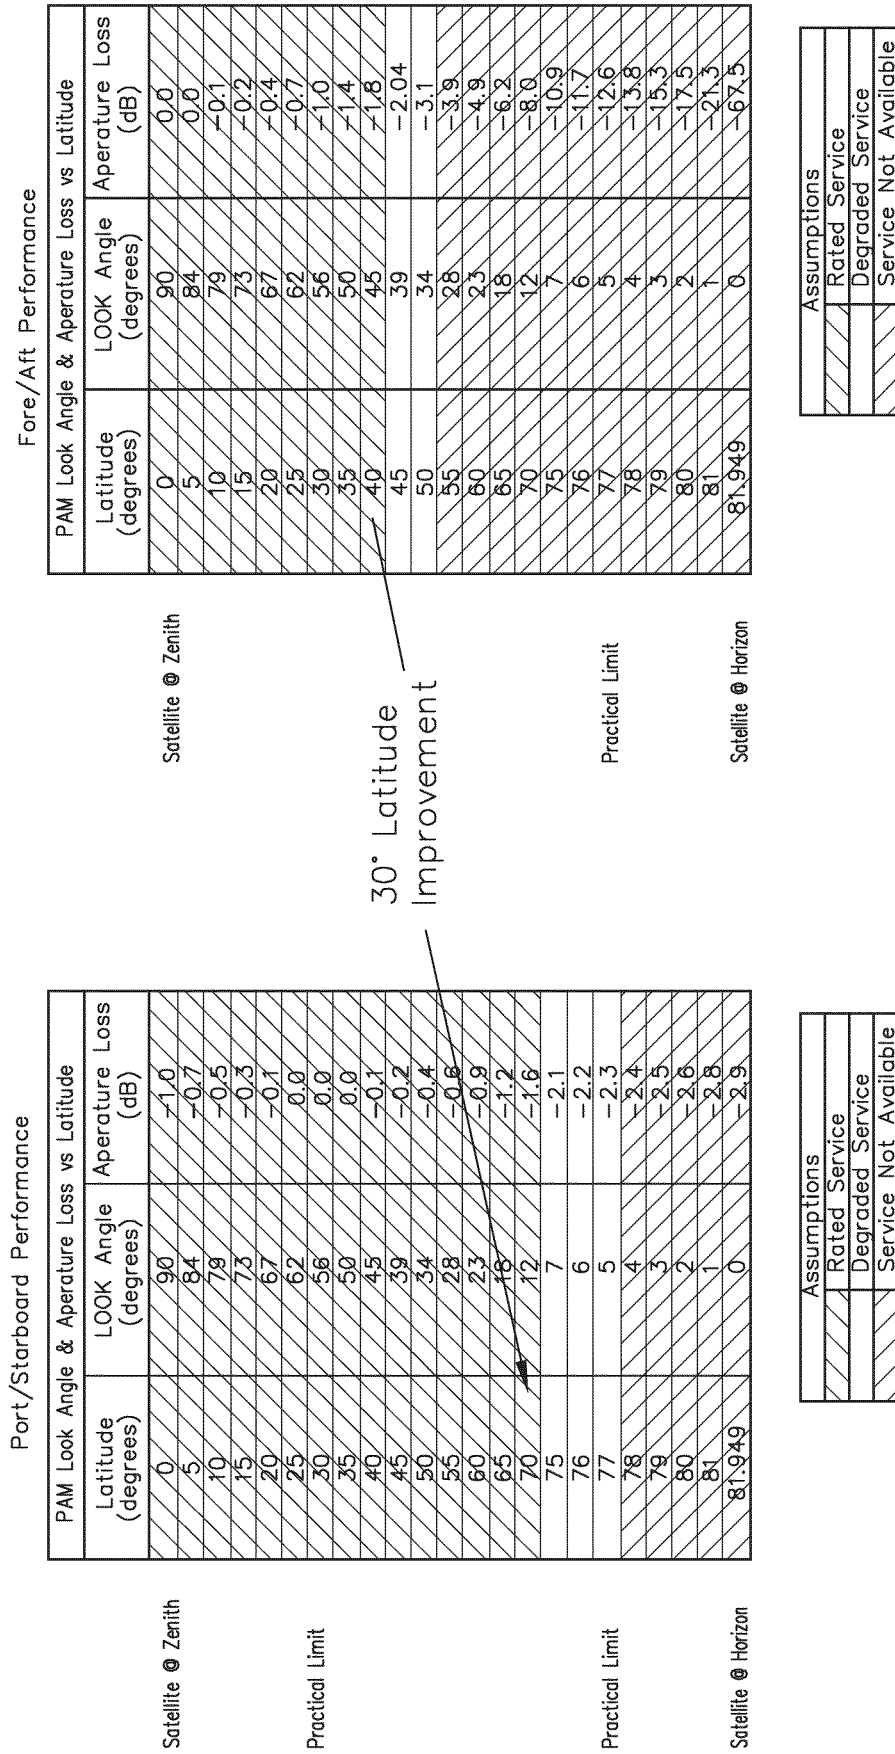 Port/Starboard Performance
PAM Look Angle & Aperature Loss vs Latitude
Latitude (degrees) LOOK Angle (degrees) Aperature Loss (dB)
Satellite @ Zenith 0 90 -1.0
5 84 -0.7
10 79 -0.5
15 73 -0.3
20 67 -0.1
25 62 0.0
Practical Limit 30 56 0.0
35 50 0.0
40 45 -0.1
45 39 -0.2
50 34 -0.4
55 28 -0.6
60 23 -0.9
65 18 -1.2
70 12 -1.6
75 7 -2.1
76 6 -2.2
Practical Limit 77 5 -2.3
78 4 -2.4
79 3 -2.5
80 2 -2.6
81 1 -2.8
Satellite @ Horizon 81.949 0 -2.9
Assumptions
Rated Service
Degraded Service
Service Not Available
30° Latitude
Improvement
Fore/Aft Performance
PAM Look Angle & Aperature Loss vs Latitude
Latitude (degrees) LOOK Angle (degrees) Aperature Loss (dB)
Satellite @ Zenith 0 90 0.0
5 84 0.0
10 79 -0.1
15 73 -0.2
20 67 -0.4
25 62 -0.7
30 56 -1.0
35 50 -1.4
40 45 -1.8
45 39 -2.04
50 34 -3.1
55 28 -3.9
60 23 -4.9
65 18 -6.2
70 12 -8.0
75 7 -10.9
76 6 -11.7
Practical Limit 77 5 -12.6
78 4 -13.8
79 3 -15.3
80 2 -17.5
81 1 -21.3
Satellite @ Horizon 81.949 0 -67.5
Assumptions
Rated Service
Degraded Service
Service Not Available